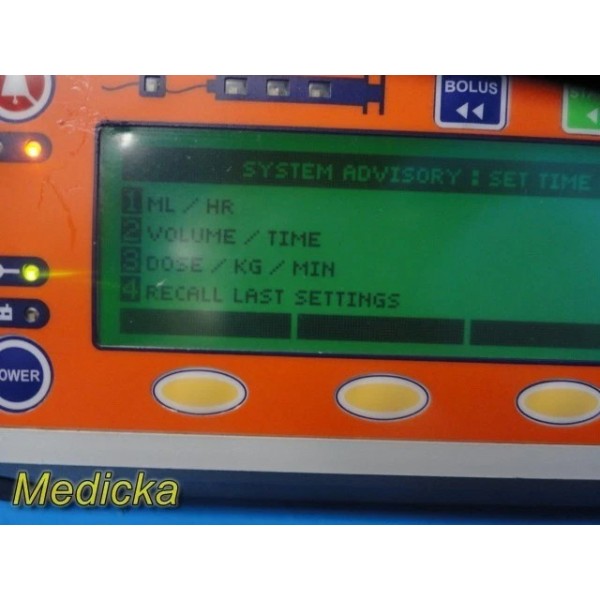 BOLUS
SYSTEM ADVISORY : SET TIME
1 ML / HR
2 VOLUME / TIME
3 DOSE / KG / MIN
4 RECALL LAST SETTINGS
OWER
Medicka